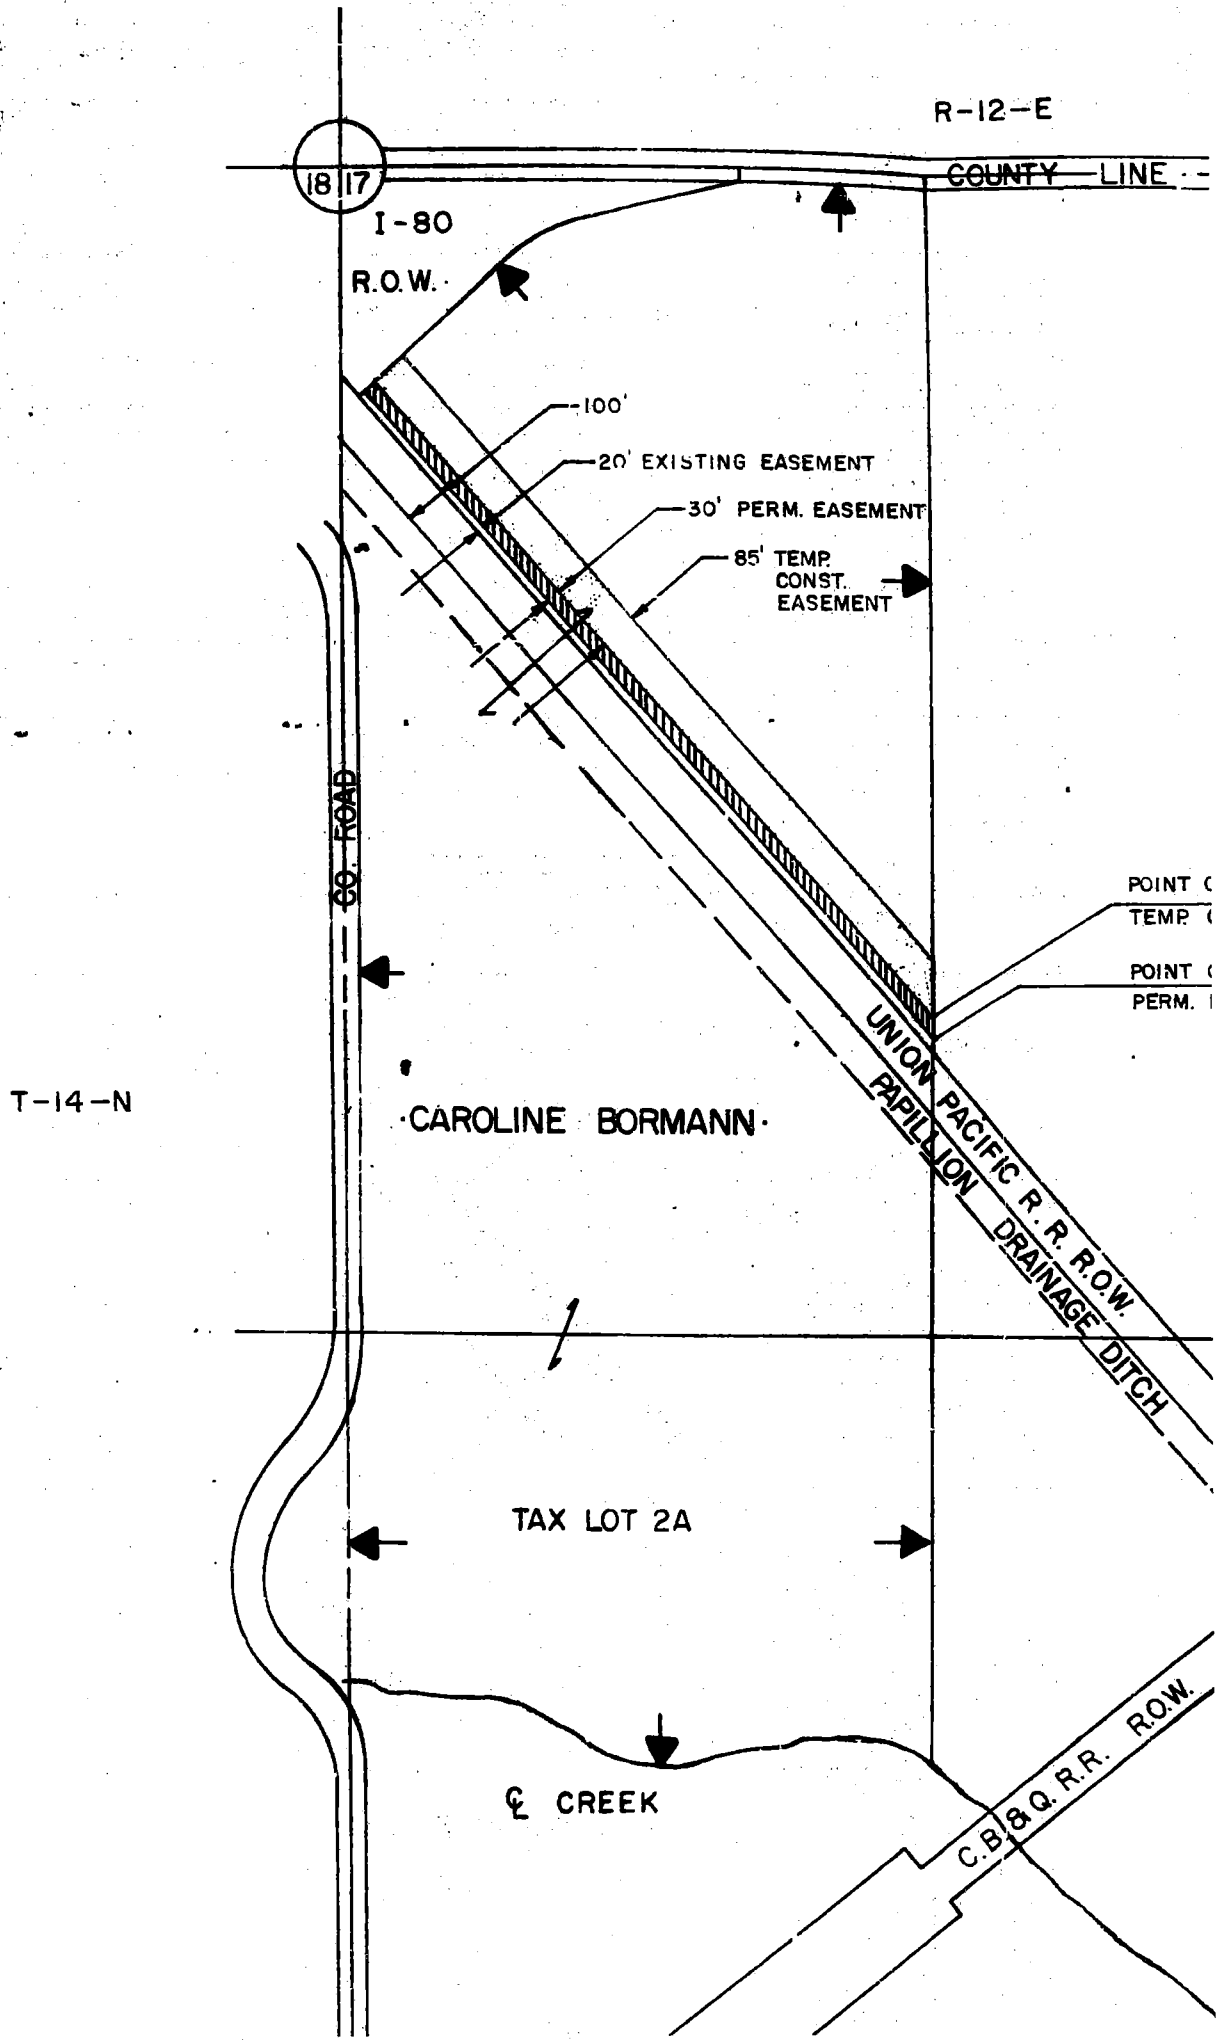 R-12-E
COUNTY LINE
18 17
I-80
R.O.W.
100'
20' EXISTING EASEMENT
30' PERM. EASEMENT
85' TEMP.
CONST.
EASEMENT
CO. ROAD
POINT
TEMP.
POINT
PERM.
UNION PACIFIC R. R. R.O.W.
PAPILLION DRAINAGE DITCH
T-14-N
CAROLINE BORMANN
TAX LOT 2A
℄ CREEK
C.B. & Q. R.R. R.O.W.